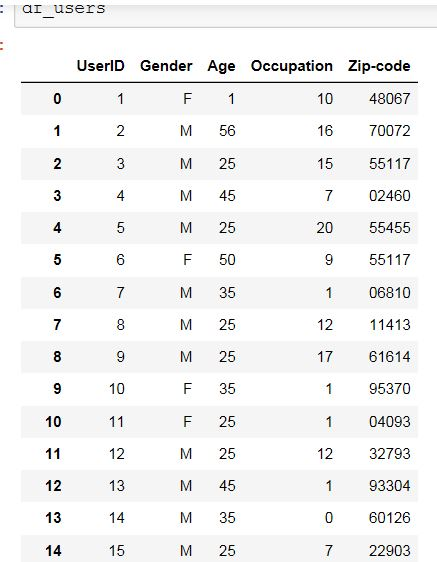 df_users
UserID Gender Age Occupation Zip-code
0 1 F 1 10 48067
1 2 M 56 16 70072
2 3 M 25 15 55117
3 4 M 45 7 02460
4 5 M 25 20 55455
5 6 F 50 9 55117
6 7 M 35 1 06810
7 8 M 25 12 11413
8 9 M 25 17 61614
9 10 F 35 1 95370
10 11 F 25 1 04093
11 12 M 25 12 32793
12 13 M 45 1 93304
13 14 M 35 0 60126
14 15 M 25 7 22903